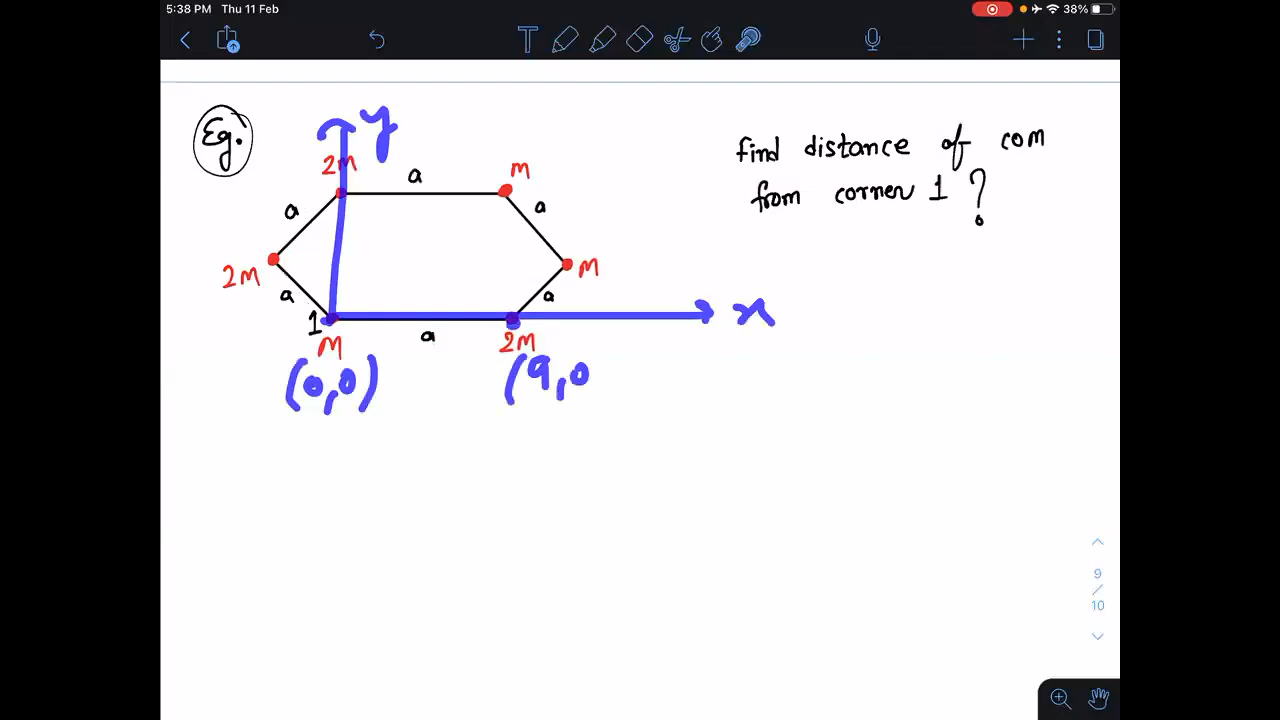 5:38 PM Thu 11 Feb
38%
T
Eg.
y
find distance of com
from corner 1 ?
2M
a
M
a
a
2M
M
a
a
1
a
x
M
2M
(0,0)
(a,0
9
/
10